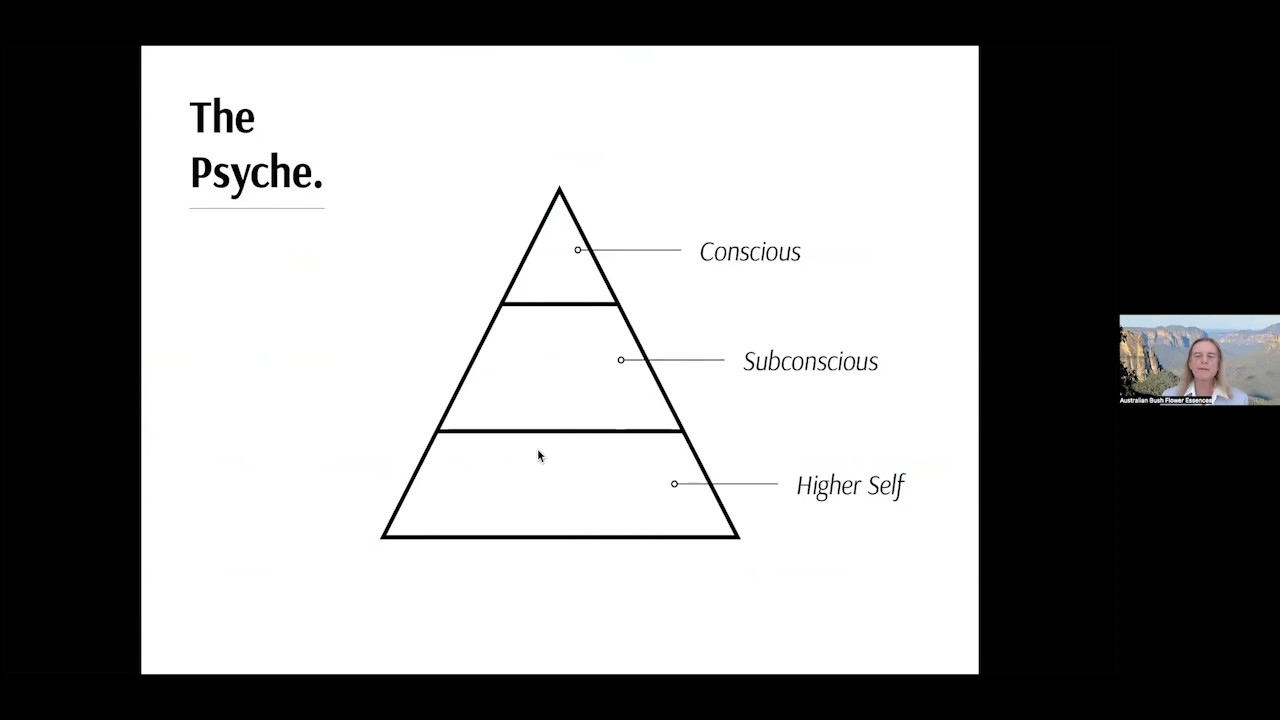 The
Psyche.
Conscious
Subconscious
Higher Self
Australian Bush Flower Essences